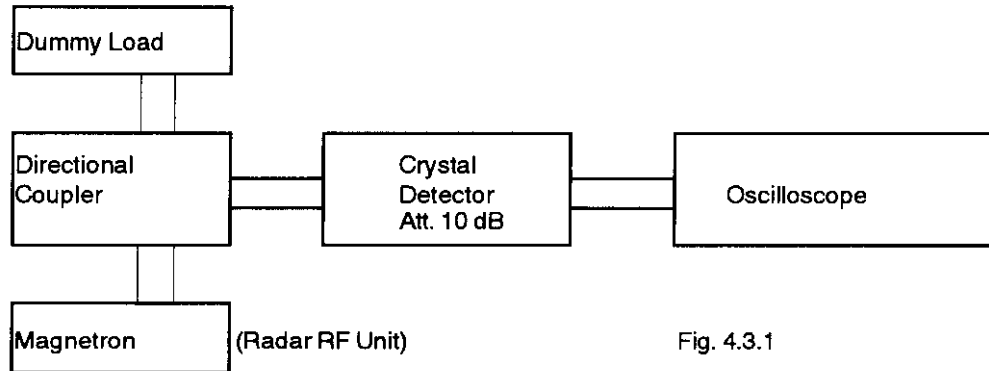 Dummy Load
Directional
Coupler
Crystal
Detector
Att. 10 dB
Oscilloscope
Magnetron
(Radar RF Unit)
Fig. 4.3.1